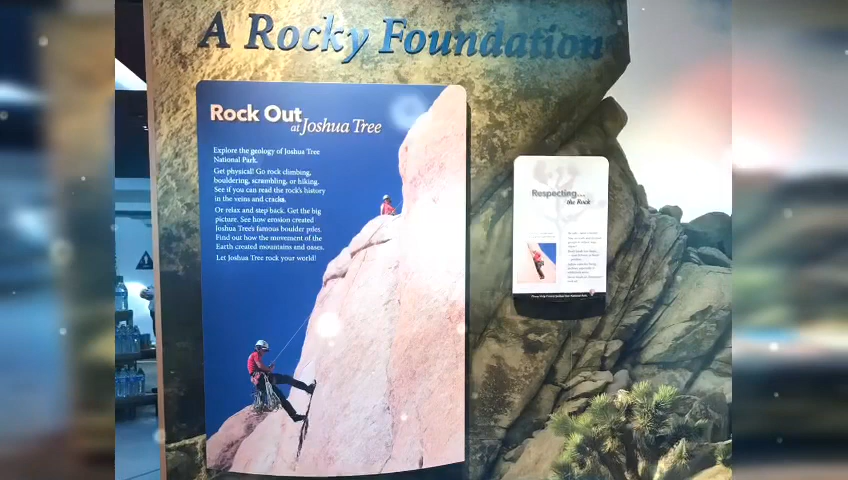 A Rocky Foundation
Rock Out
at Joshua Tree
Explore the geology of Joshua Tree
National Park.
Get physical! Go rock climbing,
bouldering, scrambling, or hiking.
See if you can read the rock's history
in the veins and cracks.
Or relax and step back. Get the big
picture. See how erosion created
Joshua Tree's famous boulder piles.
Find out how the movement of the
Earth created mountains and oases.
Let Joshua Tree rock your world!
Respecting...
the Rock